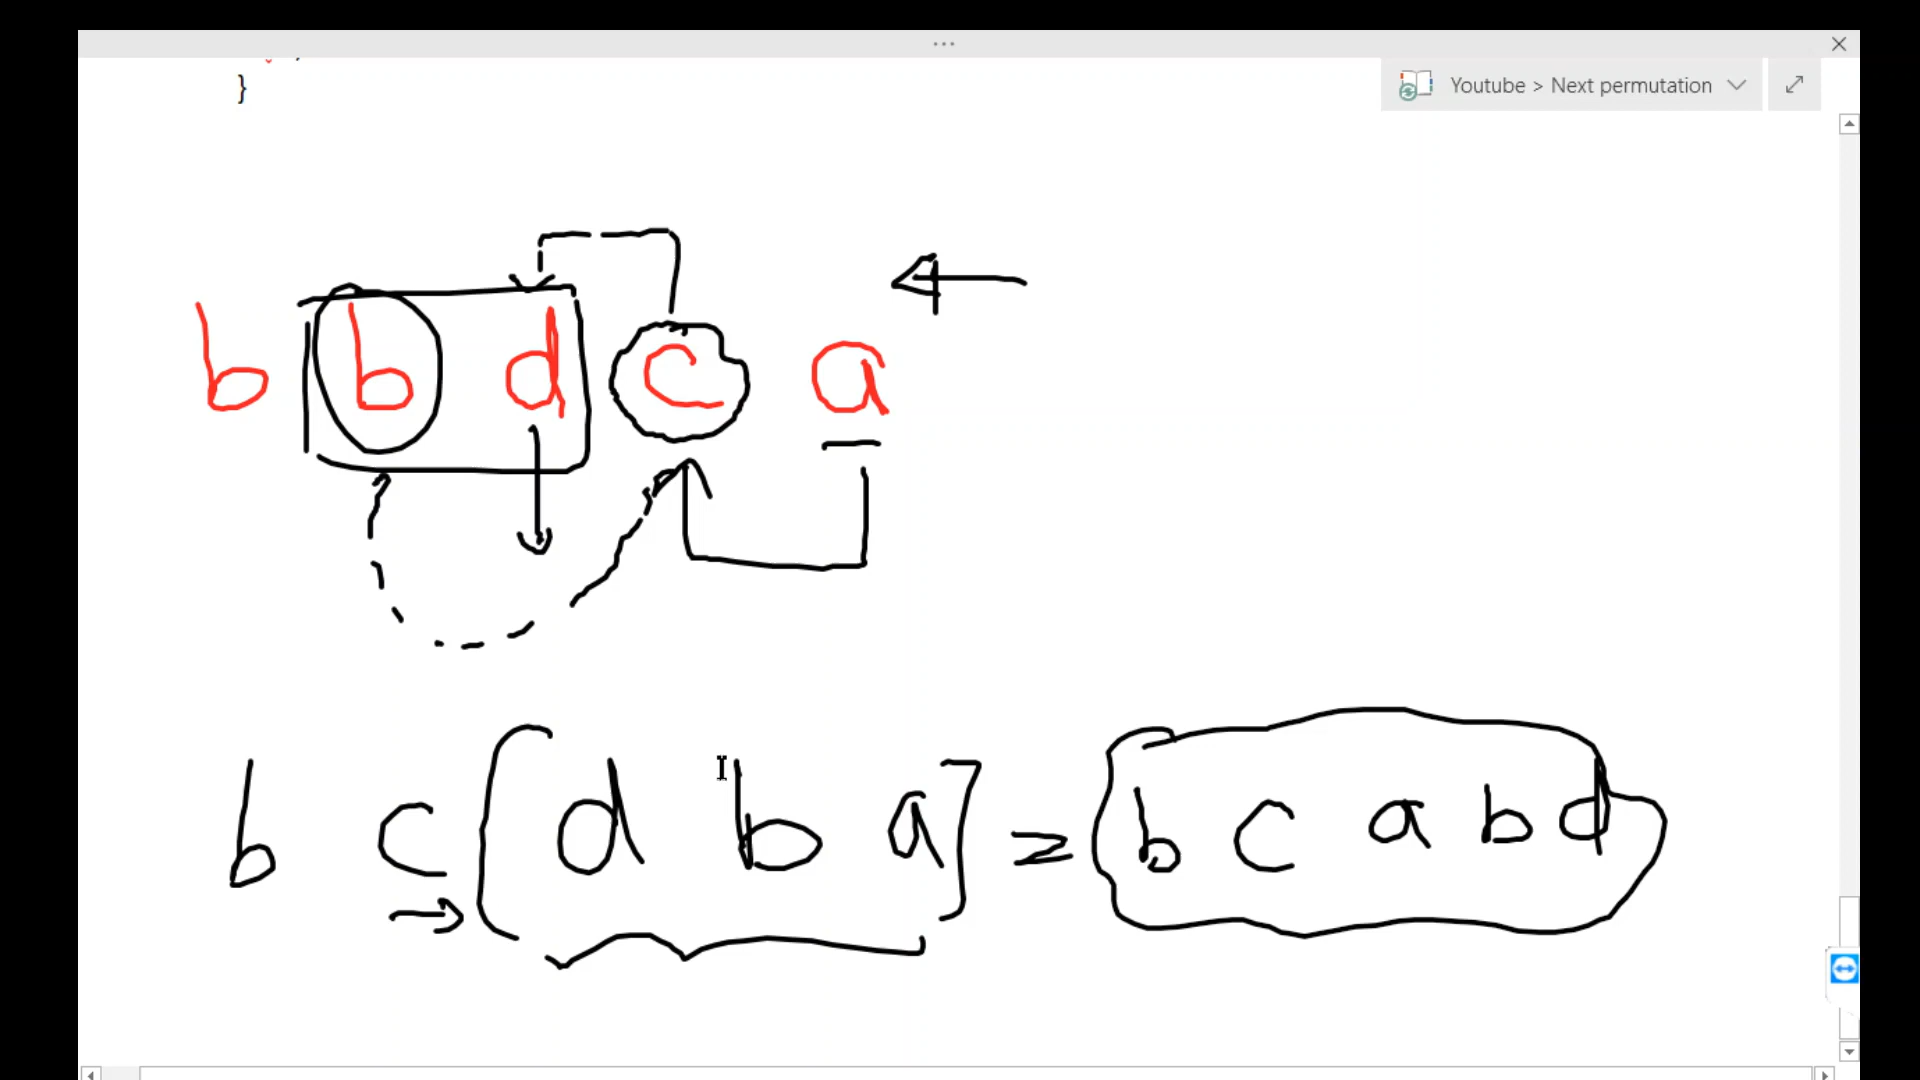 }
Youtube > Next permutation
b b d c a
b c [ d b a ] = b c a b d